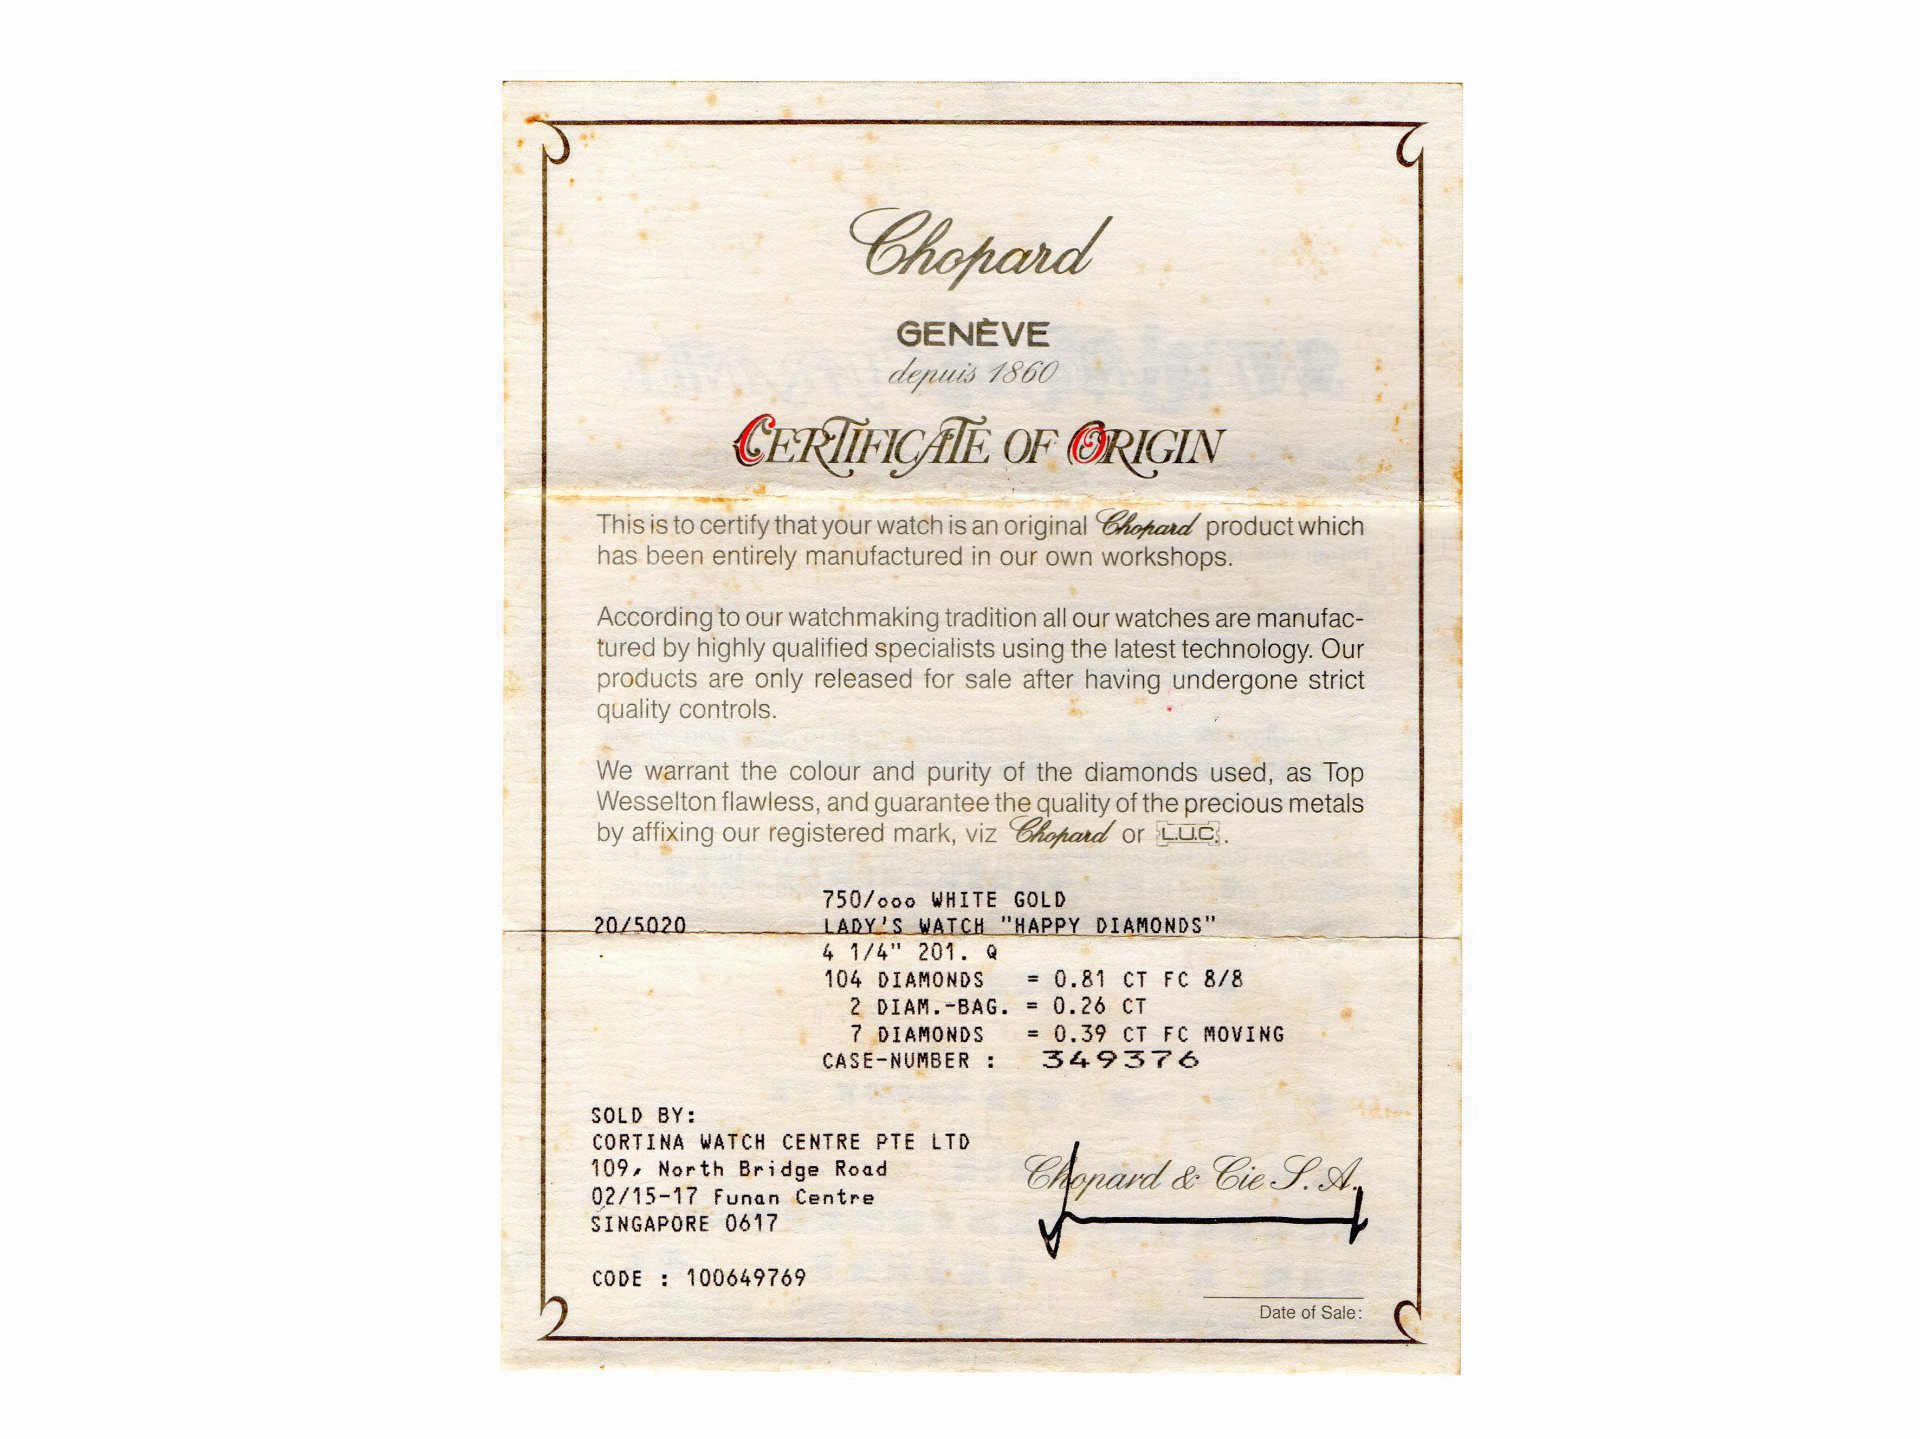 Chopard
GENÈVE
depuis 1860
CERTIFICATE OF ORIGIN
This is to certify that your watch is an original Chopard product which
has been entirely manufactured in our own workshops.
According to our watchmaking tradition all our watches are manufac-
tured by highly qualified specialists using the latest technology. Our
products are only released for sale after having undergone strict
quality controls.
We warrant the colour and purity of the diamonds used, as Top
Wesselton flawless, and guarantee the quality of the precious metals
by affixing our registered mark, viz Chopard or L.U.C..
750/ooo WHITE GOLD
20/5020 LADY'S WATCH "HAPPY DIAMONDS"
4 1/4" 201. Q
104 DIAMONDS = 0.81 CT FC 8/8
2 DIAM.-BAG. = 0.26 CT
7 DIAMONDS = 0.39 CT FC MOVING
CASE-NUMBER : 349376
SOLD BY:
CORTINA WATCH CENTRE PTE LTD
109, North Bridge Road
02/15-17 Funan Centre
SINGAPORE 0617
Chopard & Cie S.A.
CODE : 100649769
Date of Sale: